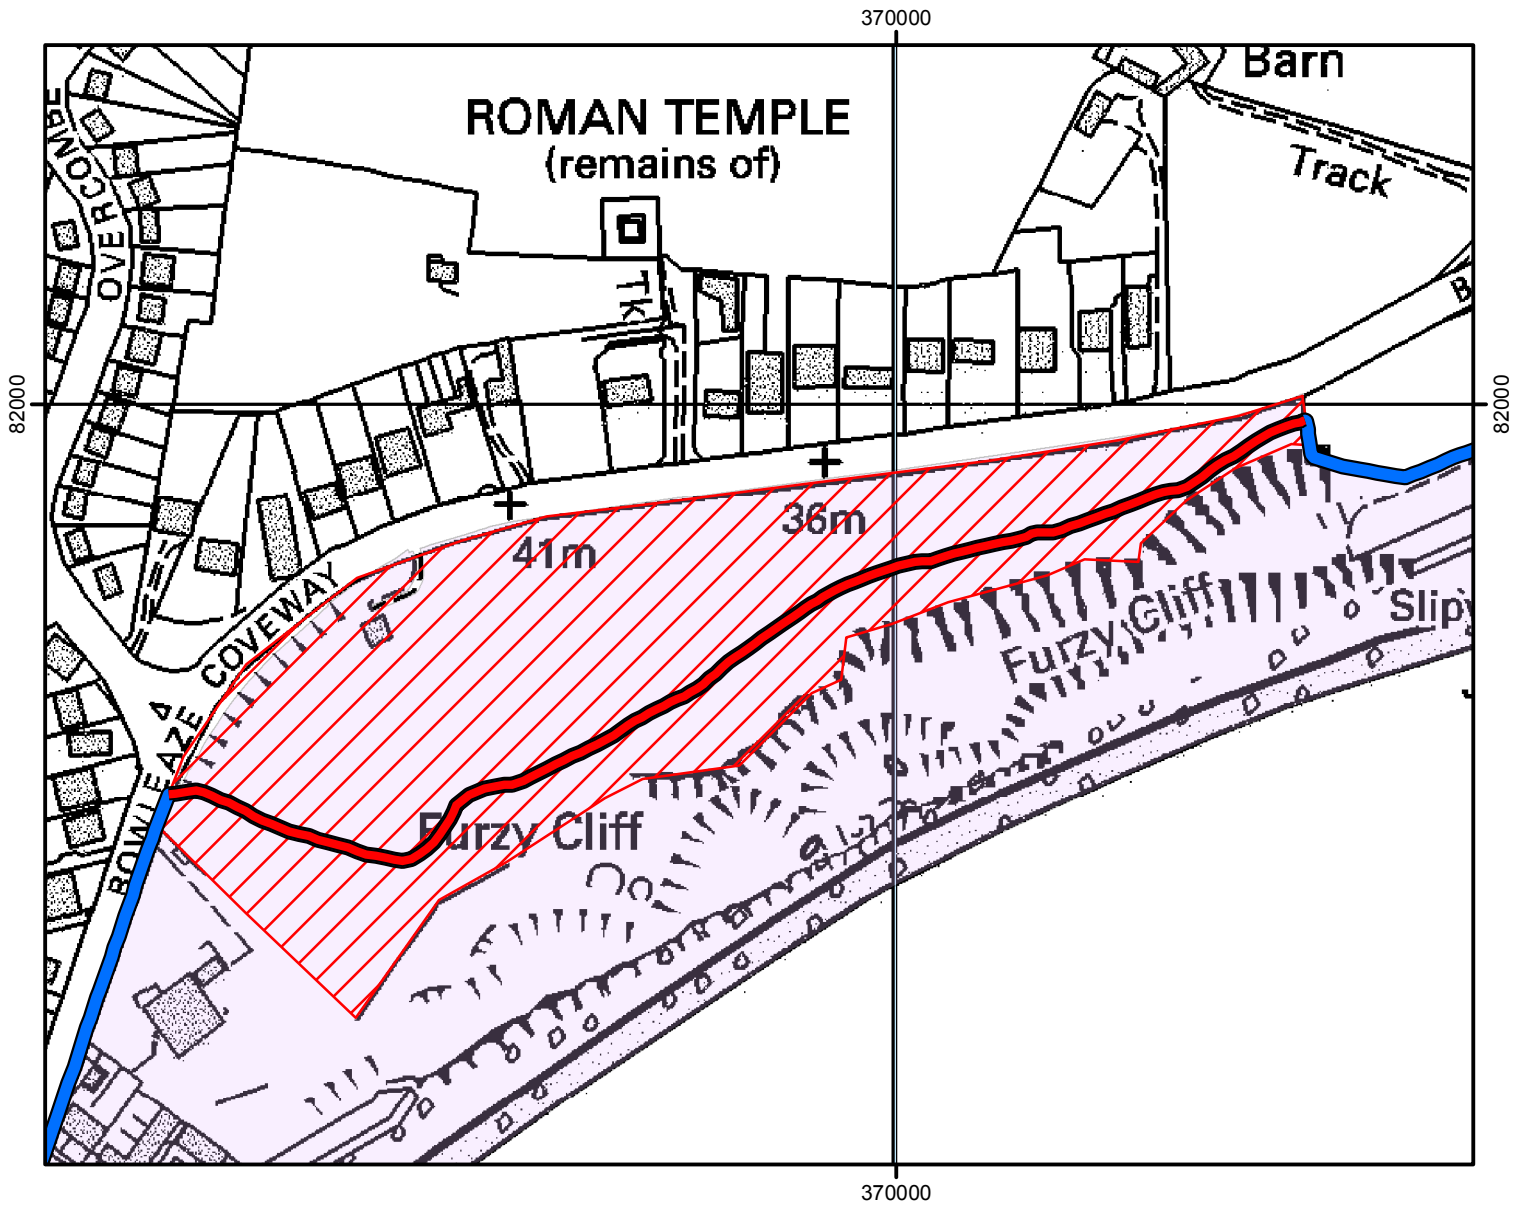 370000
Barn
ROMAN TEMPLE
(remains of)
Track
OVERCOMBE
Tk
B
82000
82000
36m
41m
COVEWAY
Furzy Cliff
Slip
BOWLEAZE
Furzy Cliff
370000